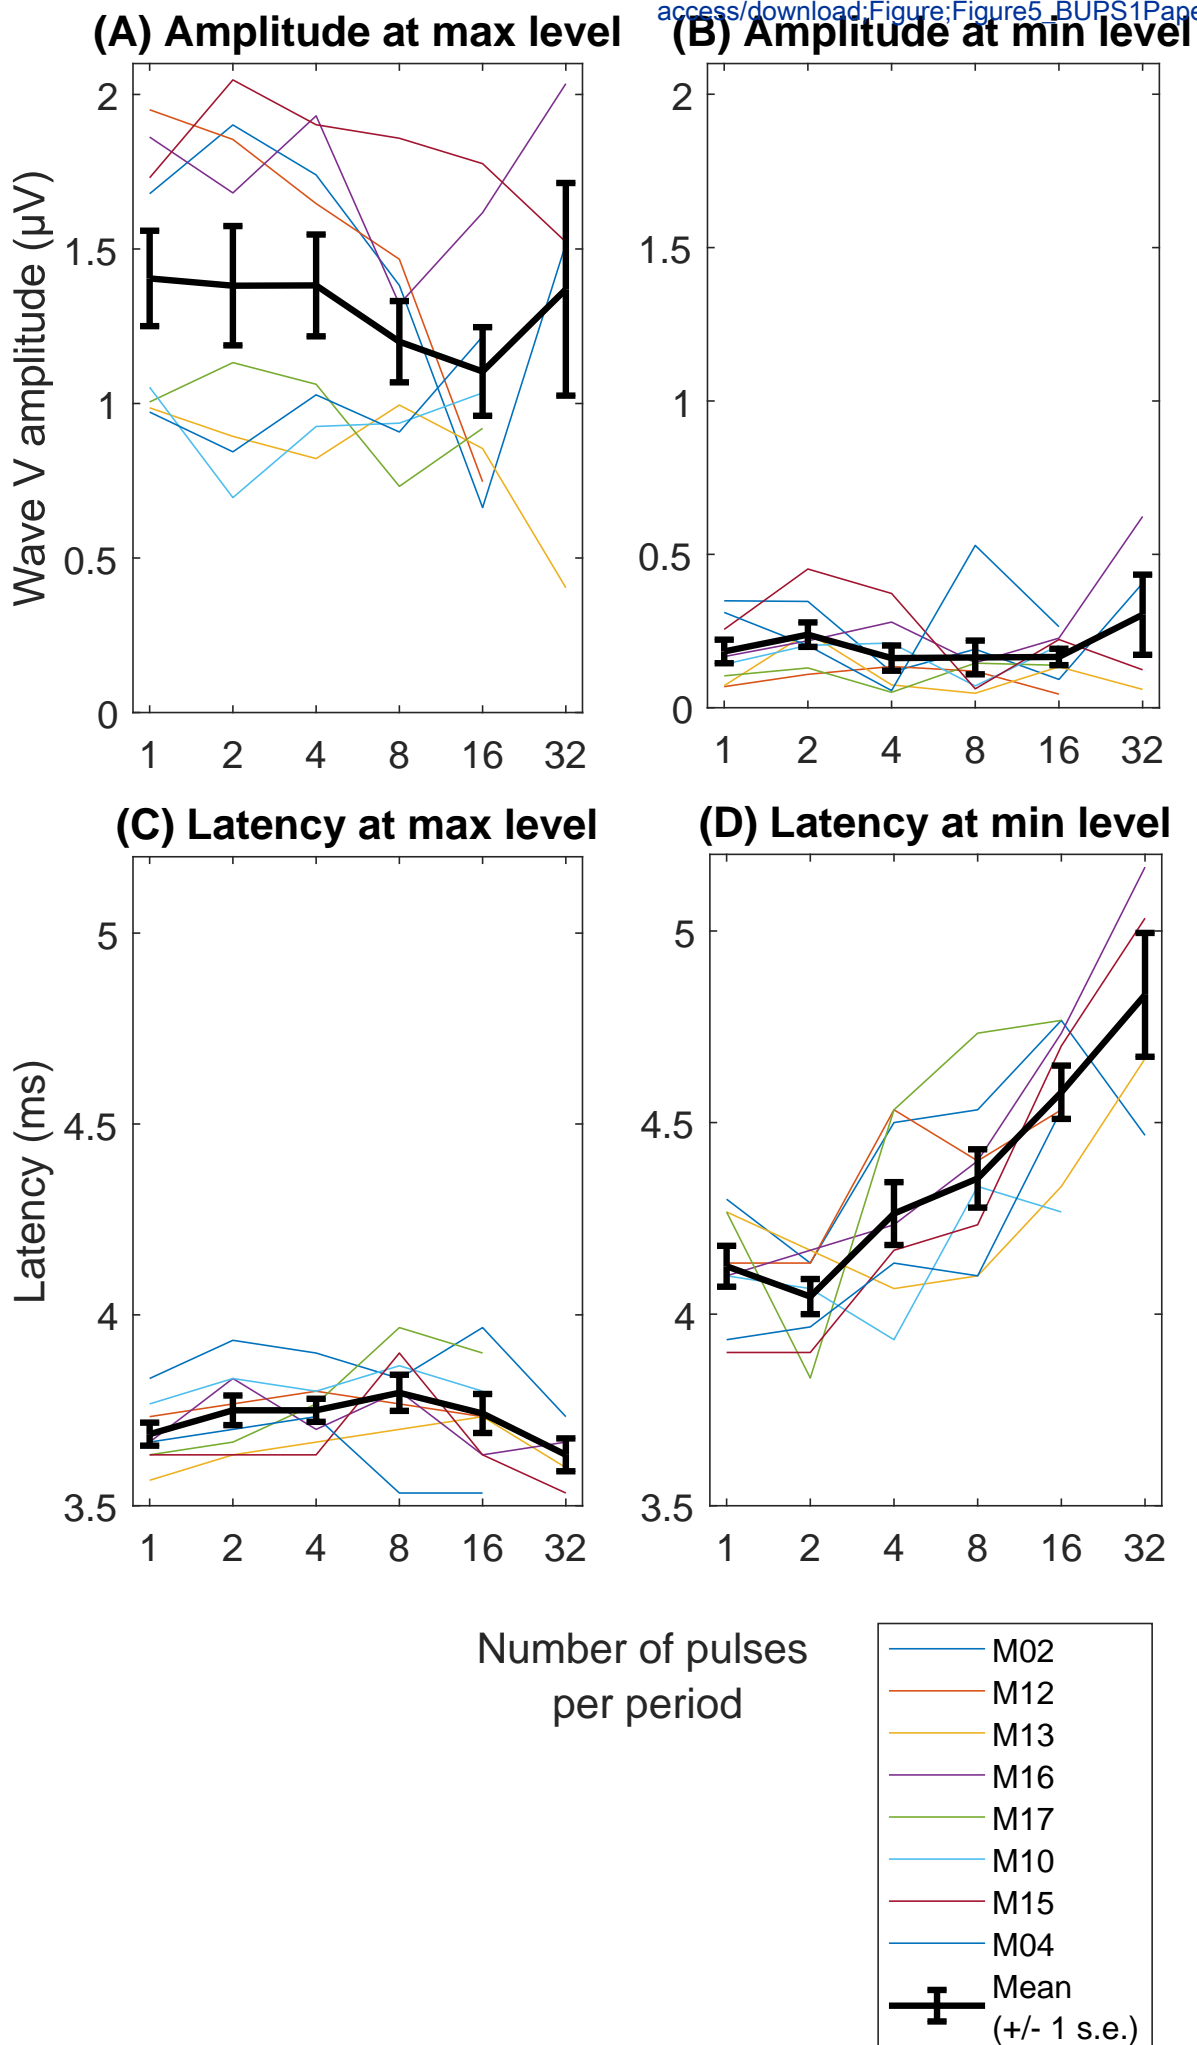 access/download;Figure;Figure5_BUPS1Pape
(A) Amplitude at max level
(B) Amplitude at min level
Wave V amplitude (µV)
2
1.5
1
0.5
0
1 2 4 8 16 32
2
1.5
1
0.5
0
1 2 4 8 16 32
(C) Latency at max level
(D) Latency at min level
Latency (ms)
5
4.5
4
3.5
1 2 4 8 16 32
5
4.5
4
3.5
1 2 4 8 16 32
Number of pulses
per period
M02
M12
M13
M16
M17
M10
M15
M04
Mean
(+/- 1 s.e.)